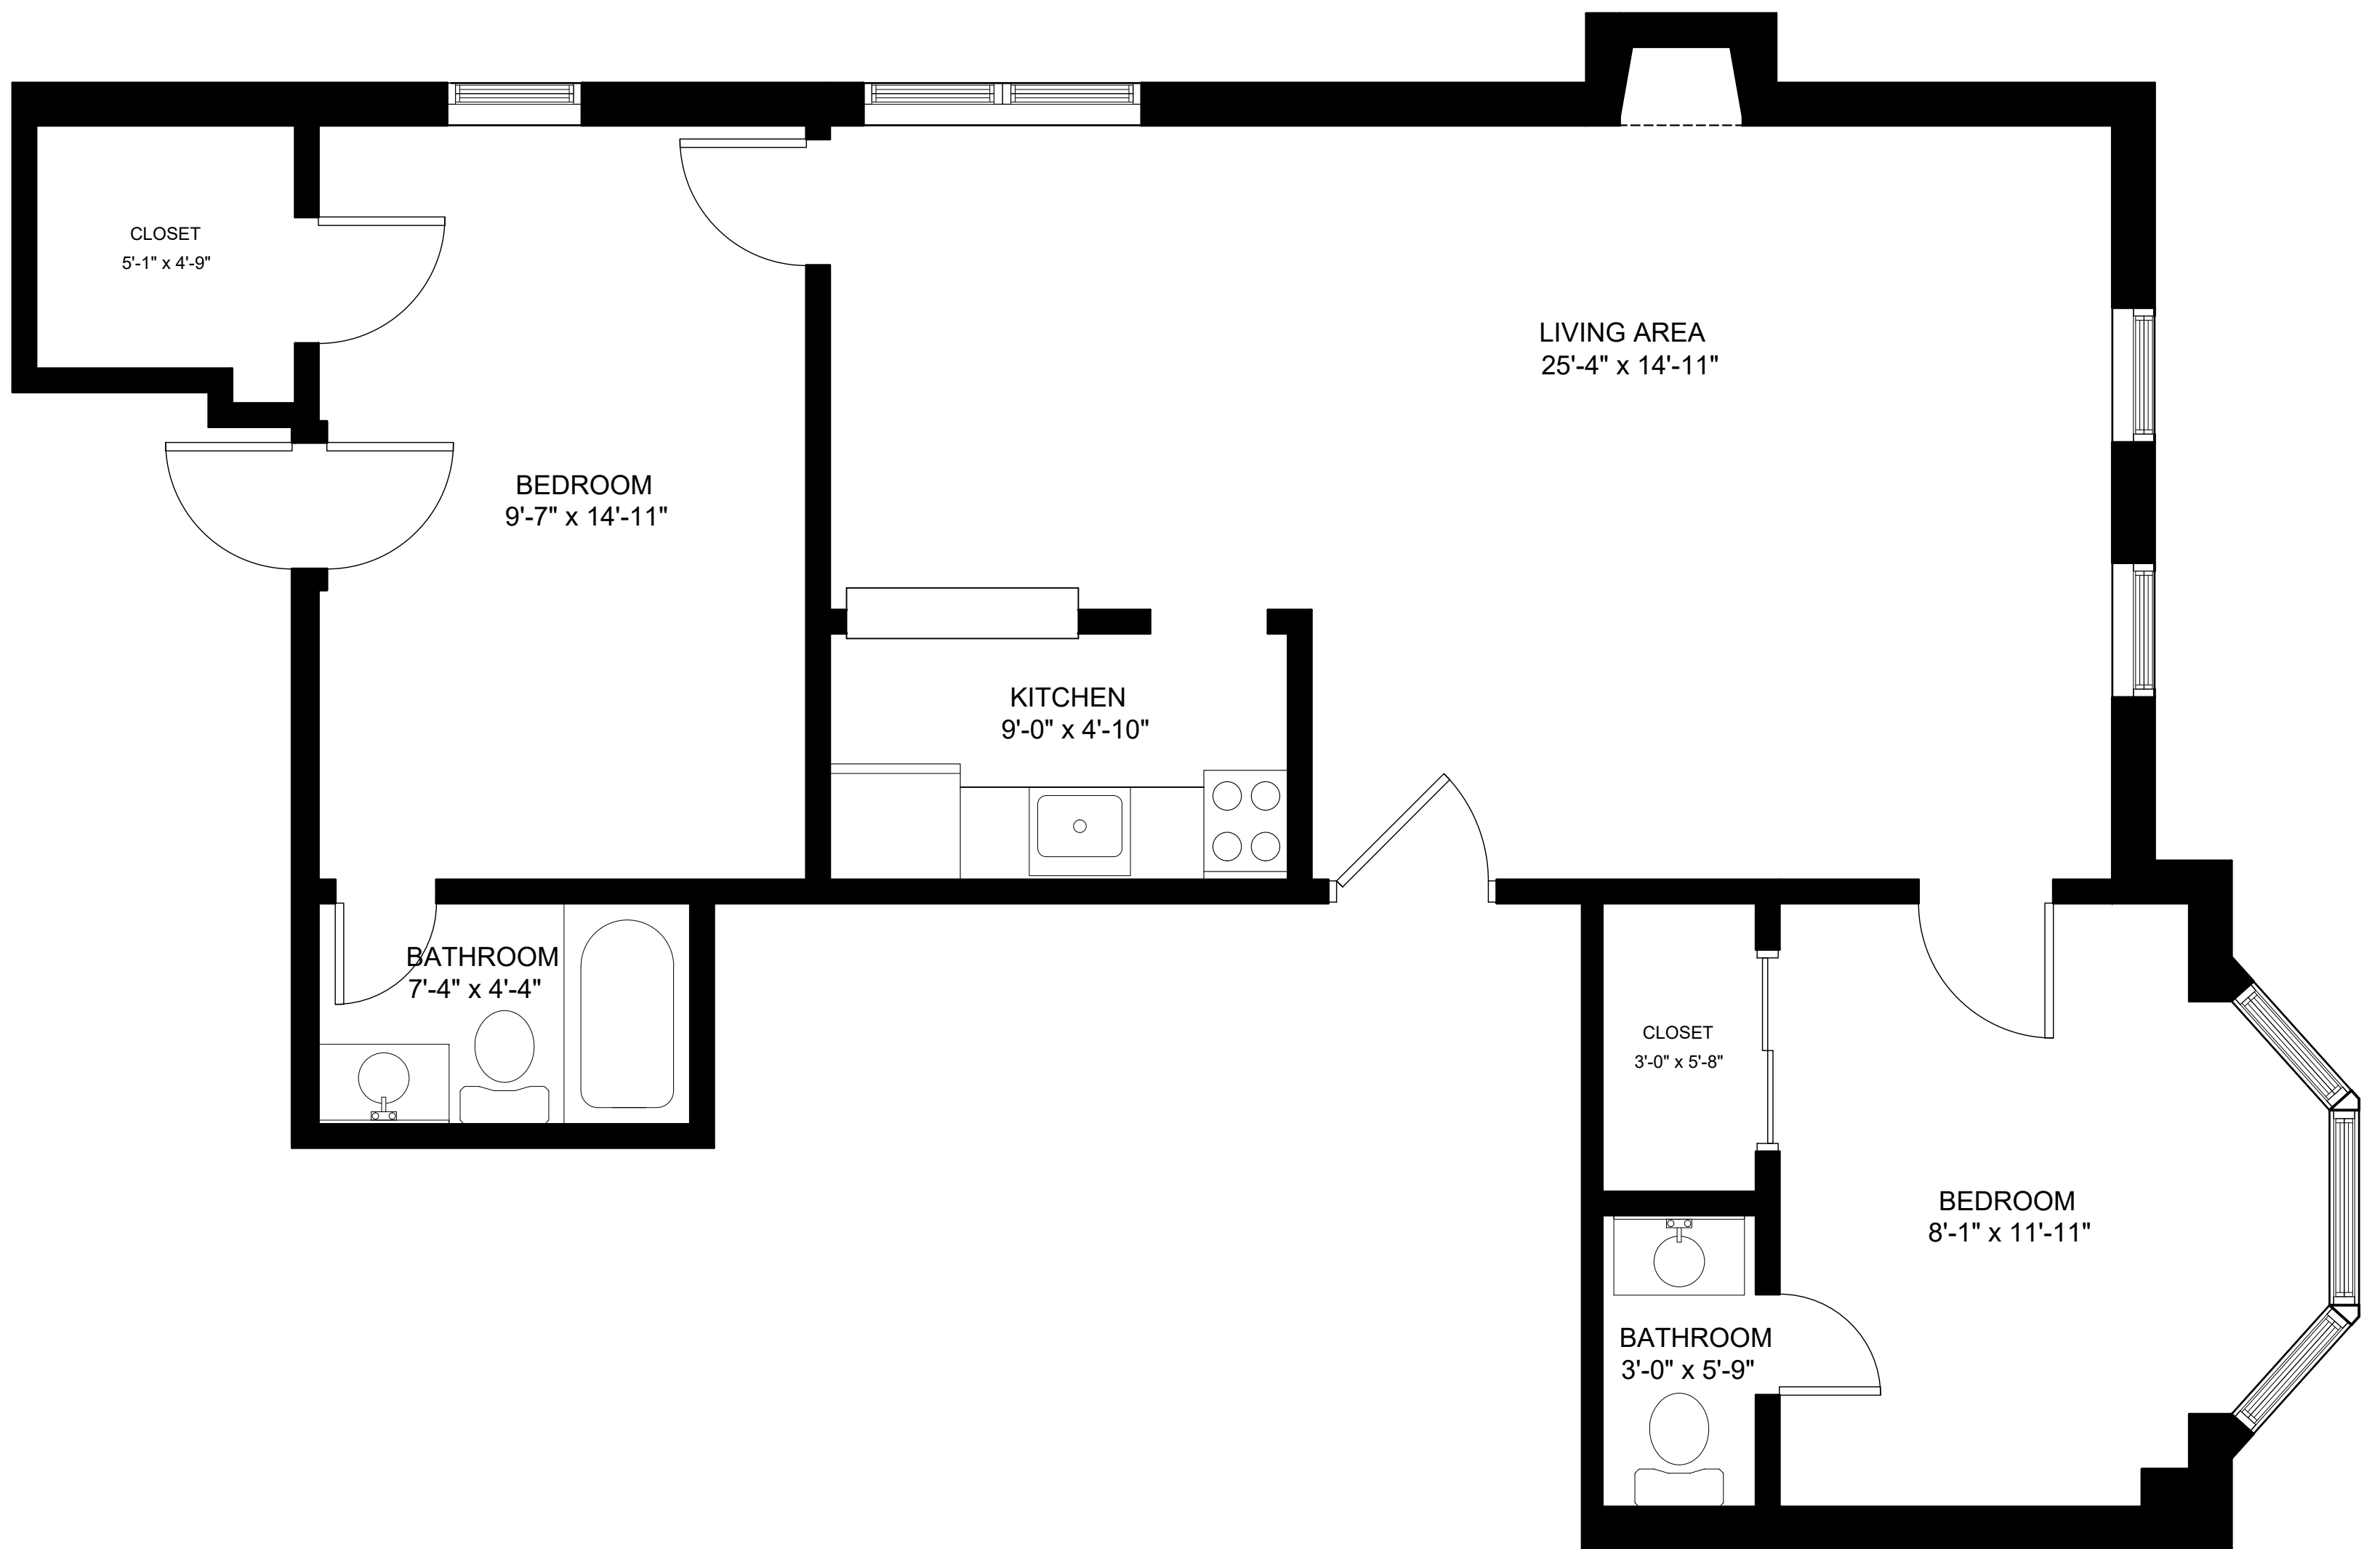 CLOSET
5'-1" x 4'-9"
LIVING AREA
25'-4" x 14'-11"
BEDROOM
9'-7" x 14'-11"
KITCHEN
9'-0" x 4'-10"
BATHROOM
7'-4" x 4'-4"
CLOSET
3'-0" x 5'-8"
BEDROOM
8'-1" x 11'-11"
BATHROOM
3'-0" x 5'-9"